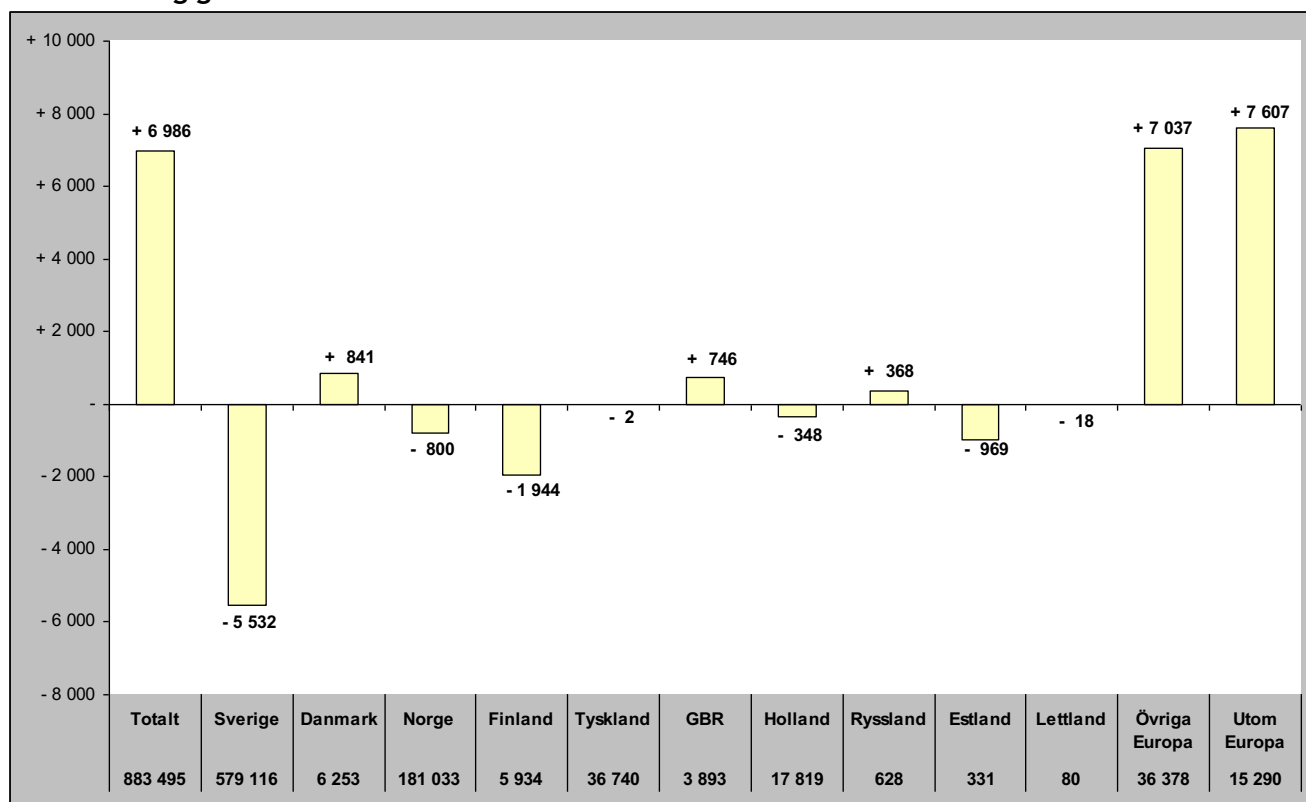 + 10 000
+ 8 000
+ 6 000
+ 4 000
+ 2 000
-
- 2 000
- 4 000
- 6 000
- 8 000
+ 6 986
- 5 532
+ 841
- 800
- 1 944
- 2
+ 746
- 348
+ 368
- 969
- 18
+ 7 037
+ 7 607
Totalt Sverige Danmark Norge Finland Tyskland GBR Holland Ryssland Estland Lettland Övriga Europa Utom Europa
883 495 579 116 6 253 181 033 5 934 36 740 3 893 17 819 628 331 80 36 378 15 290